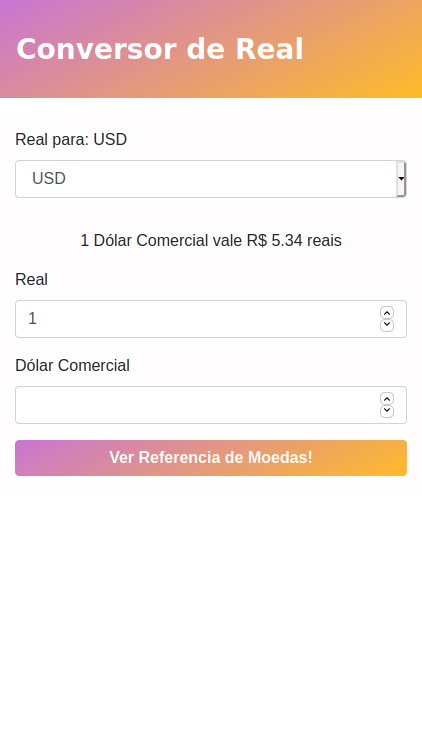 Conversor de Real
Real para: USD
USD
1 Dólar Comercial vale R$ 5.34 reais
Real
1
Dólar Comercial
Ver Referencia de Moedas!